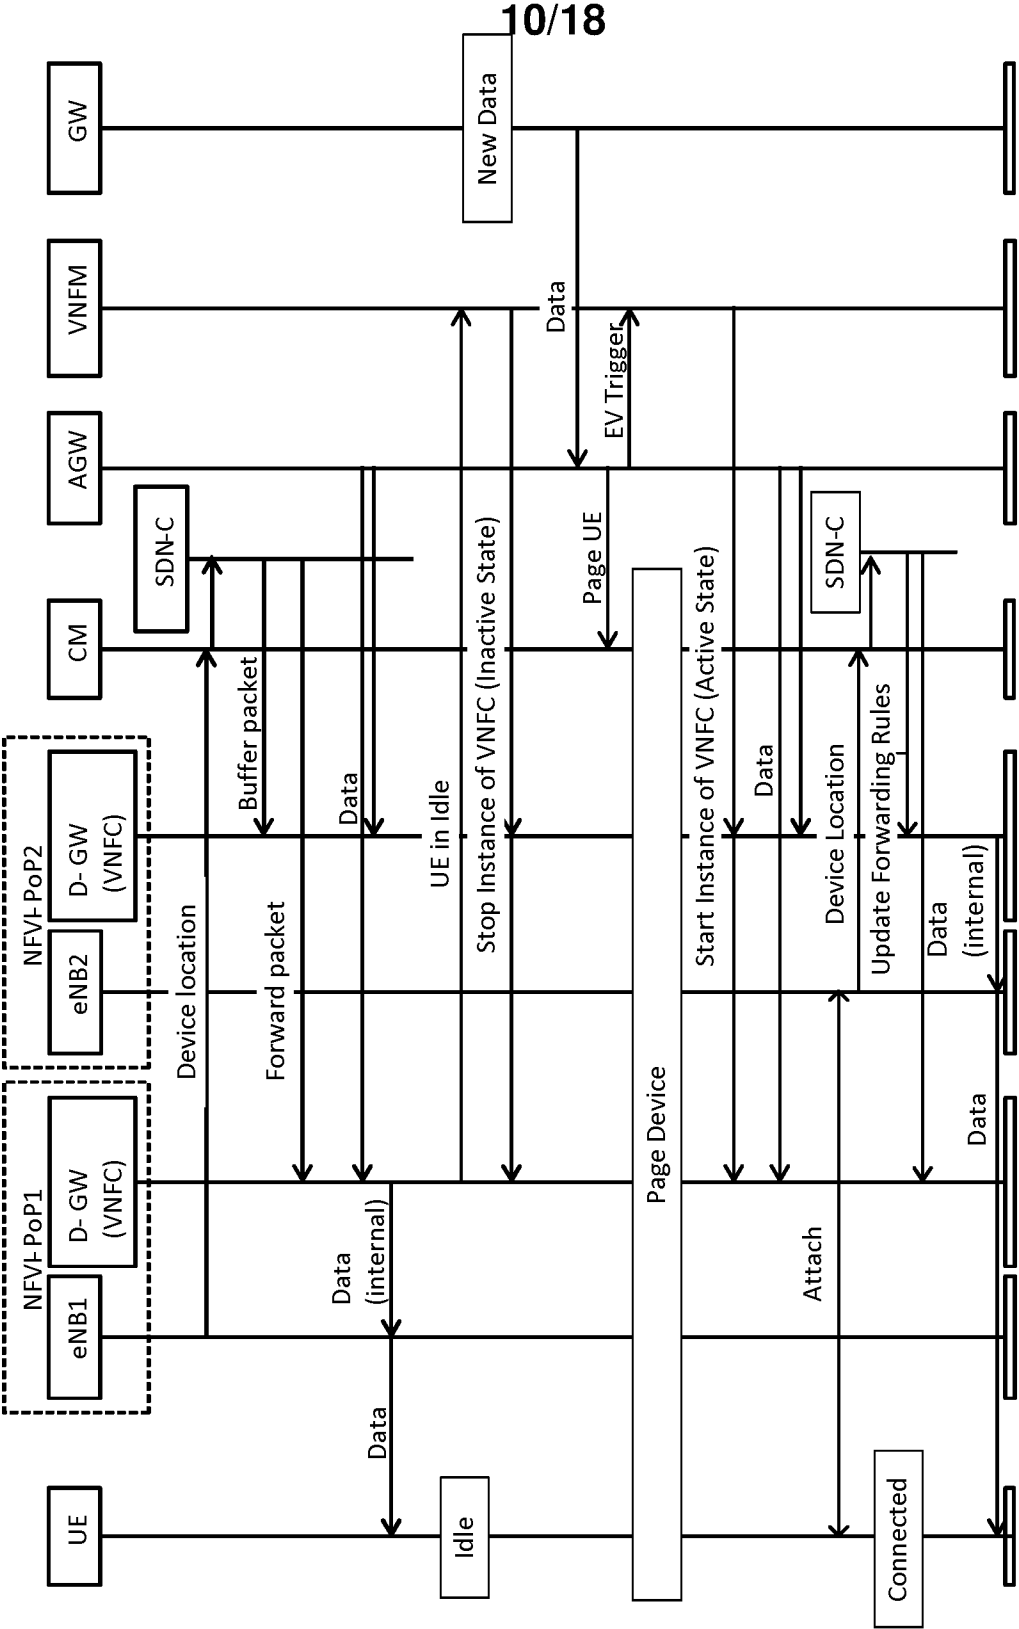 10/18
UE
NFVI-PoP1
eNB1
D- GW
(VNFC)
NFVI-PoP2
eNB2
D- GW
(VNFC)
CM
AGW
VNFM
GW
SDN-C
Device location
Buffer packet
Forward packet
Data
Data
(internal)
Data
Idle
UE in Idle
Stop Instance of VNFC (Inactive State)
New Data
Data
Page UE
EV Trigger
Page Device
Start Instance of VNFC (Active State)
Data
Attach
Device Location
SDN-C
Update Forwarding Rules
Connected
Data
(internal)
Data